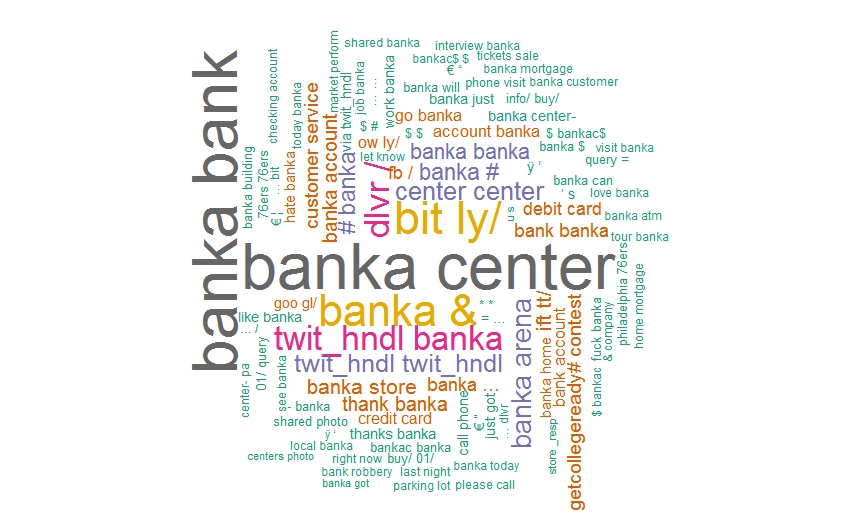 shared banka
interview banka
bankac$ $
tickets sale
€ “
banka mortgage
banka will
phone visit
banka customer
banka just
info/ buy/
go banka
banka center-
$ #
$ $
account banka
$ bankac$
ow ly/
banka banka
banka $
visit banka
let know
ÿ ‚
query =
fb /
banka #
banka can
center center
' s
love banka
banka bank
checking account
market perform
job banka
... ...
work banka
today banka
via twit_hndl
customer service
banka account
# banka
dlvr /
banka building
76ers 76ers
€ ¦
... bit
hate banka
bit ly/
u s
debit card
banka atm
bank banka
tour banka
banka center
goo gl/
banka &
* *
like banka
= ...
... /
twit_hndl banka
twit_hndl twit_hndl
banka arena
ift tt/
banka home
bank account
getcollegeready# contest
$ bankac
fuck banka
& company
philadelphia 76ers
home mortgage
center- pa
01/ query
see banka
banka store
banka ...
- banka
thank banka
shared photo
credit card
ÿ ‘
thanks banka
call phone
€ "
just got
... dlvr
local banka
bankac banka
centers photo
right now
buy/ 01/
bank robbery
last night
banka today
banka got
parking lot
please call
store _resp